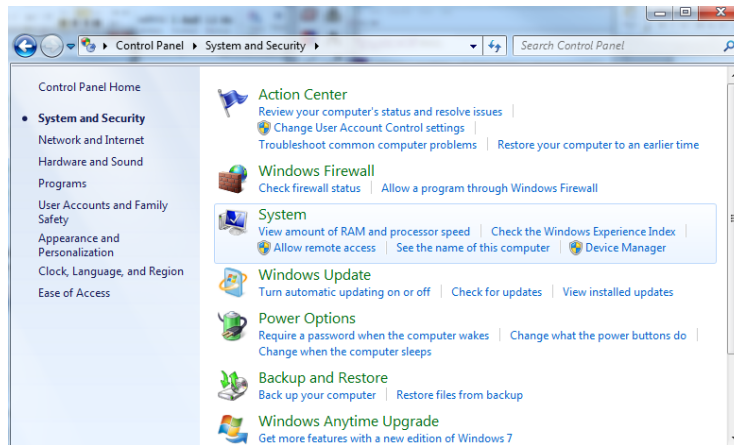 Control Panel ▸ System and Security ▸
Search Control Panel
Control Panel Home
System and Security
Network and Internet
Hardware and Sound
Programs
User Accounts and Family
Safety
Appearance and
Personalization
Clock, Language, and Region
Ease of Access
Action Center
Review your computer's status and resolve issues
Change User Account Control settings
Troubleshoot common computer problems
Restore your computer to an earlier time
Windows Firewall
Check firewall status
Allow a program through Windows Firewall
System
View amount of RAM and processor speed
Check the Windows Experience Index
Allow remote access
See the name of this computer
Device Manager
Windows Update
Turn automatic updating on or off
Check for updates
View installed updates
Power Options
Require a password when the computer wakes
Change what the power buttons do
Change when the computer sleeps
Backup and Restore
Back up your computer
Restore files from backup
Windows Anytime Upgrade
Get more features with a new edition of Windows 7